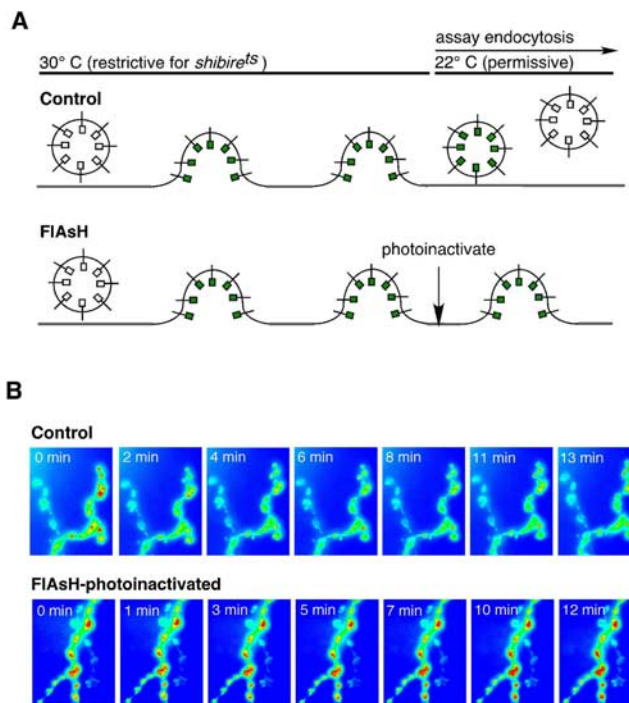 A
assay endocytosis
30° C (restrictive for shibire^ts )
22° C (permissive)
Control
FlAsH
photoinactivate
B
Control
0 min 2 min 4 min 6 min 8 min 11 min 13 min
FlAsH-photoinactivated
0 min 1 min 3 min 5 min 7 min 10 min 12 min